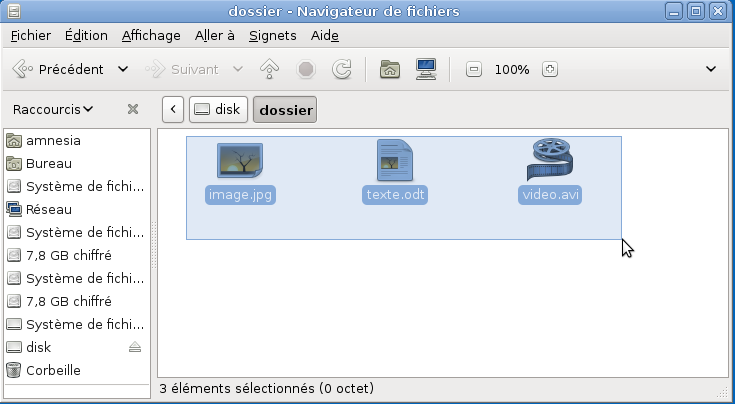 dossier - Navigateur de fichiers
Fichier Édition Affichage Aller à Signets Aide
Précédent Suivant 100%
Raccourcis disk dossier
amnesia
Bureau
Système de fichi...
Réseau
Système de fichi...
7,8 GB chiffré
Système de fichi...
7,8 GB chiffré
Système de fichi...
disk
Corbeille
image.jpg texte.odt video.avi
3 éléments sélectionnés (0 octet)